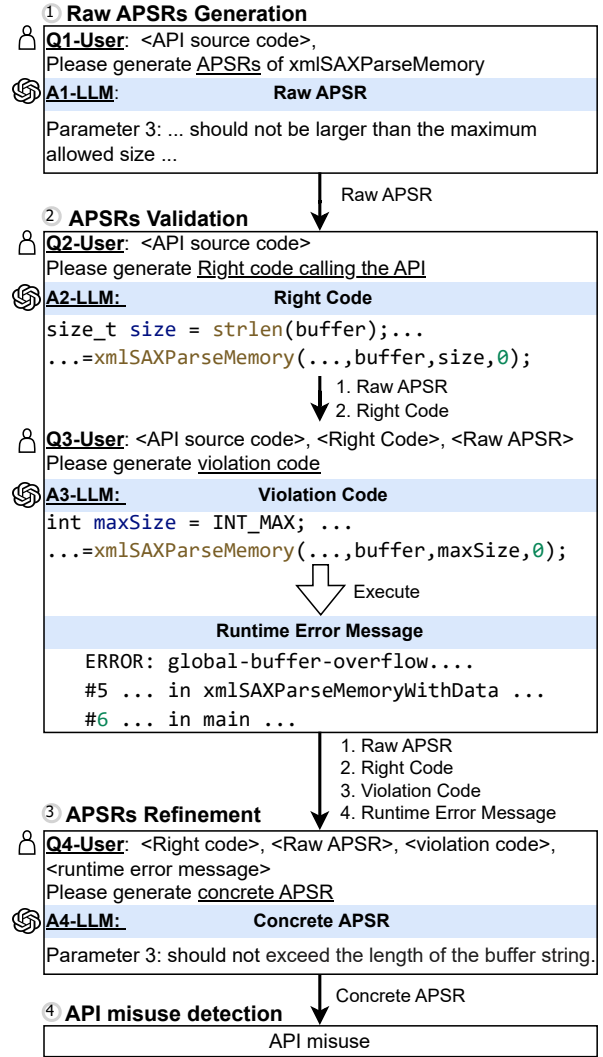 ① Raw APSRs Generation
Q1-User: <API source code>,
Please generate APSRs of xmlSAXParseMemory
A1-LLM: Raw APSR
Parameter 3: ... should not be larger than the maximum
allowed size ...
Raw APSR
② APSRs Validation
Q2-User: <API source code>
Please generate Right code calling the API
A2-LLM: Right Code
size_t size = strlen(buffer);...
...=xmlSAXParseMemory(...,buffer,size,0);
1. Raw APSR
2. Right Code
Q3-User: <API source code>, <Right Code>, <Raw APSR>
Please generate violation code
A3-LLM: Violation Code
int maxSize = INT_MAX; ...
...=xmlSAXParseMemory(...,buffer,maxSize,0);
Execute
Runtime Error Message
ERROR: global-buffer-overflow....
#5 ... in xmlSAXParseMemoryWithData ...
#6 ... in main ...
1. Raw APSR
2. Right Code
3. Violation Code
4. Runtime Error Message
③ APSRs Refinement
Q4-User: <Right code>, <Raw APSR>, <violation code>,
<runtime error message>
Please generate concrete APSR
A4-LLM: Concrete APSR
Parameter 3: should not exceed the length of the buffer string.
Concrete APSR
④ API misuse detection
API misuse